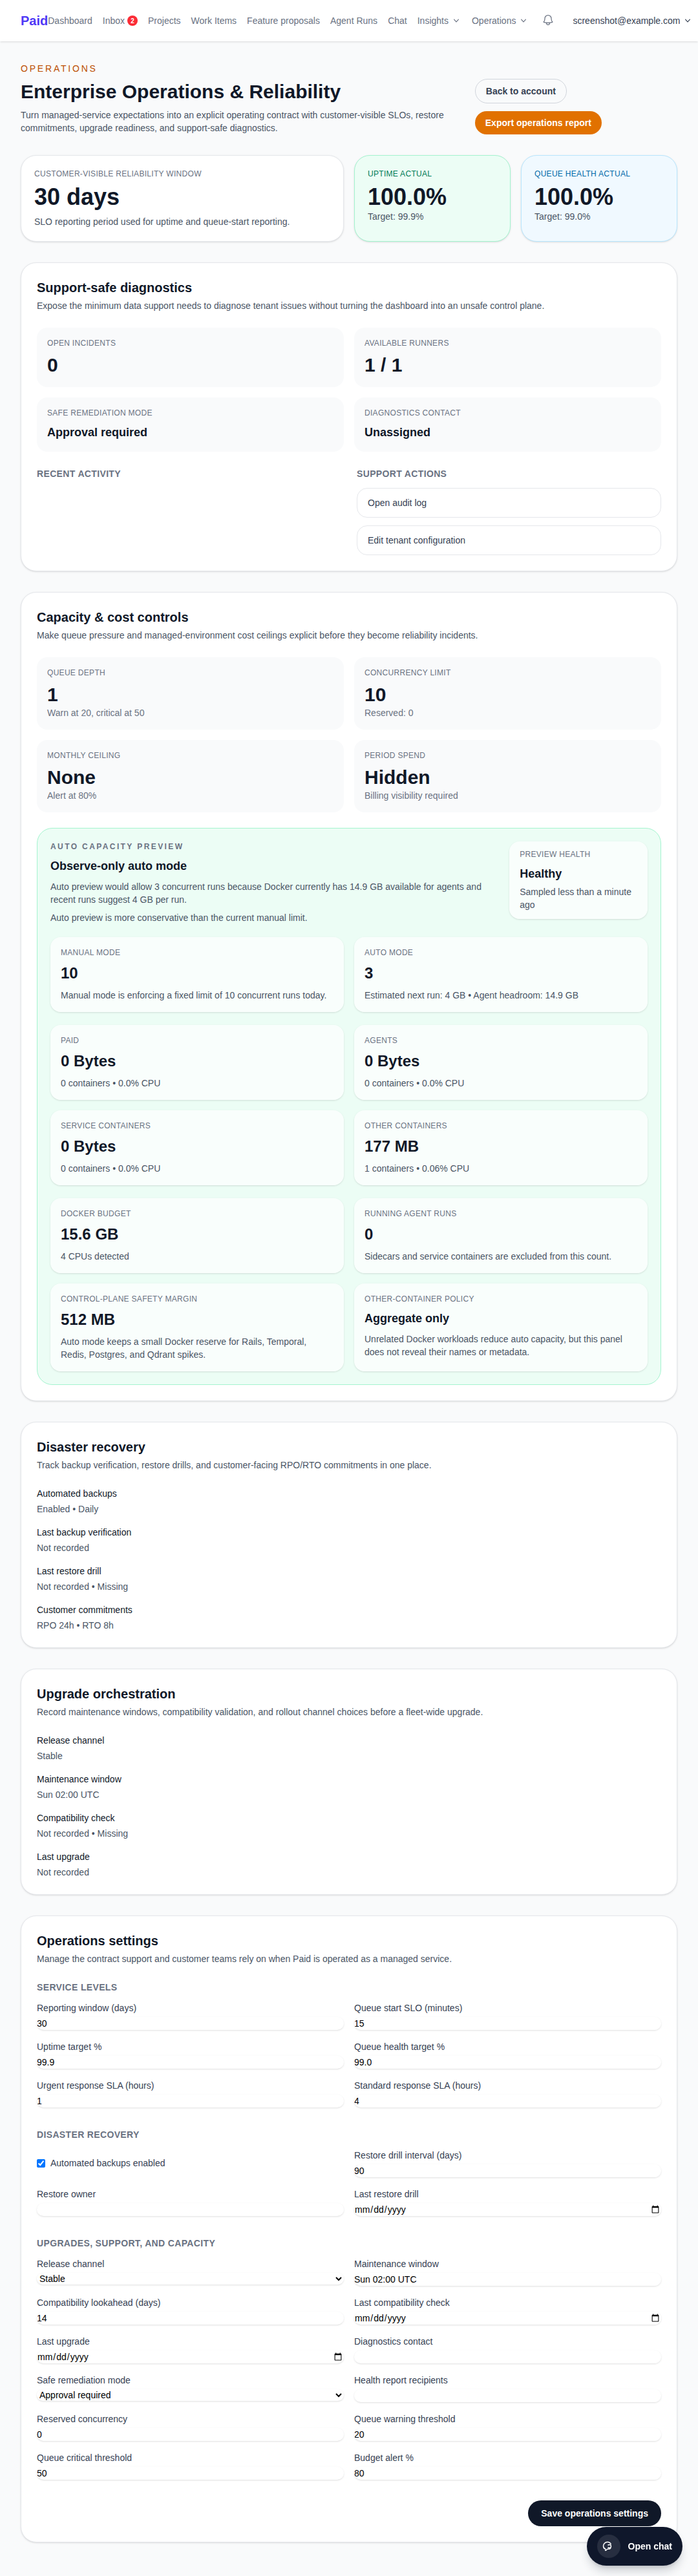 Paid
Dashboard
Inbox 2
Projects
Work Items
Feature proposals
Agent Runs
Chat
Insights
Operations
screenshot@example.com
OPERATIONS
Enterprise Operations & Reliability
Turn managed-service expectations into an explicit operating contract with customer-visible SLOs, restore
commitments, upgrade readiness, and support-safe diagnostics.
Back to account
Export operations report
CUSTOMER-VISIBLE RELIABILITY WINDOW
30 days
SLO reporting period used for uptime and queue-start reporting.
UPTIME ACTUAL
100.0%
Target: 99.9%
QUEUE HEALTH ACTUAL
100.0%
Target: 99.0%
Support-safe diagnostics
Expose the minimum data support needs to diagnose tenant issues without turning the dashboard into an unsafe control plane.
OPEN INCIDENTS
0
AVAILABLE RUNNERS
1 / 1
SAFE REMEDIATION MODE
Approval required
DIAGNOSTICS CONTACT
Unassigned
RECENT ACTIVITY
SUPPORT ACTIONS
Open audit log
Edit tenant configuration
Capacity & cost controls
Make queue pressure and managed-environment cost ceilings explicit before they become reliability incidents.
QUEUE DEPTH
1
Warn at 20, critical at 50
CONCURRENCY LIMIT
10
Reserved: 0
MONTHLY CEILING
None
Alert at 80%
PERIOD SPEND
Hidden
Billing visibility required
AUTO CAPACITY PREVIEW
Observe-only auto mode
Auto preview would allow 3 concurrent runs because Docker currently has 14.9 GB available for agents and
recent runs suggest 4 GB per run.
Auto preview is more conservative than the current manual limit.
PREVIEW HEALTH
Healthy
Sampled less than a minute
ago
MANUAL MODE
10
Manual mode is enforcing a fixed limit of 10 concurrent runs today.
AUTO MODE
3
Estimated next run: 4 GB • Agent headroom: 14.9 GB
PAID
0 Bytes
0 containers • 0.0% CPU
AGENTS
0 Bytes
0 containers • 0.0% CPU
SERVICE CONTAINERS
0 Bytes
0 containers • 0.0% CPU
OTHER CONTAINERS
177 MB
1 containers • 0.06% CPU
DOCKER BUDGET
15.6 GB
4 CPUs detected
RUNNING AGENT RUNS
0
Sidecars and service containers are excluded from this count.
CONTROL-PLANE SAFETY MARGIN
512 MB
Auto mode keeps a small Docker reserve for Rails, Temporal,
Redis, Postgres, and Qdrant spikes.
OTHER-CONTAINER POLICY
Aggregate only
Unrelated Docker workloads reduce auto capacity, but this panel
does not reveal their names or metadata.
Disaster recovery
Track backup verification, restore drills, and customer-facing RPO/RTO commitments in one place.
Automated backups
Enabled • Daily
Last backup verification
Not recorded
Last restore drill
Not recorded • Missing
Customer commitments
RPO 24h • RTO 8h
Upgrade orchestration
Record maintenance windows, compatibility validation, and rollout channel choices before a fleet-wide upgrade.
Release channel
Stable
Maintenance window
Sun 02:00 UTC
Compatibility check
Not recorded • Missing
Last upgrade
Not recorded
Operations settings
Manage the contract support and customer teams rely on when Paid is operated as a managed service.
SERVICE LEVELS
Reporting window (days)
30
Queue start SLO (minutes)
15
Uptime target %
99.9
Queue health target %
99.0
Urgent response SLA (hours)
1
Standard response SLA (hours)
4
DISASTER RECOVERY
Automated backups enabled
Restore drill interval (days)
90
Restore owner
Last restore drill
mm/dd/yyyy
UPGRADES, SUPPORT, AND CAPACITY
Release channel
Stable
Maintenance window
Sun 02:00 UTC
Compatibility lookahead (days)
14
Last compatibility check
mm/dd/yyyy
Last upgrade
mm/dd/yyyy
Diagnostics contact
Safe remediation mode
Approval required
Health report recipients
Reserved concurrency
0
Queue warning threshold
20
Queue critical threshold
50
Budget alert %
80
Save operations settings
Open chat